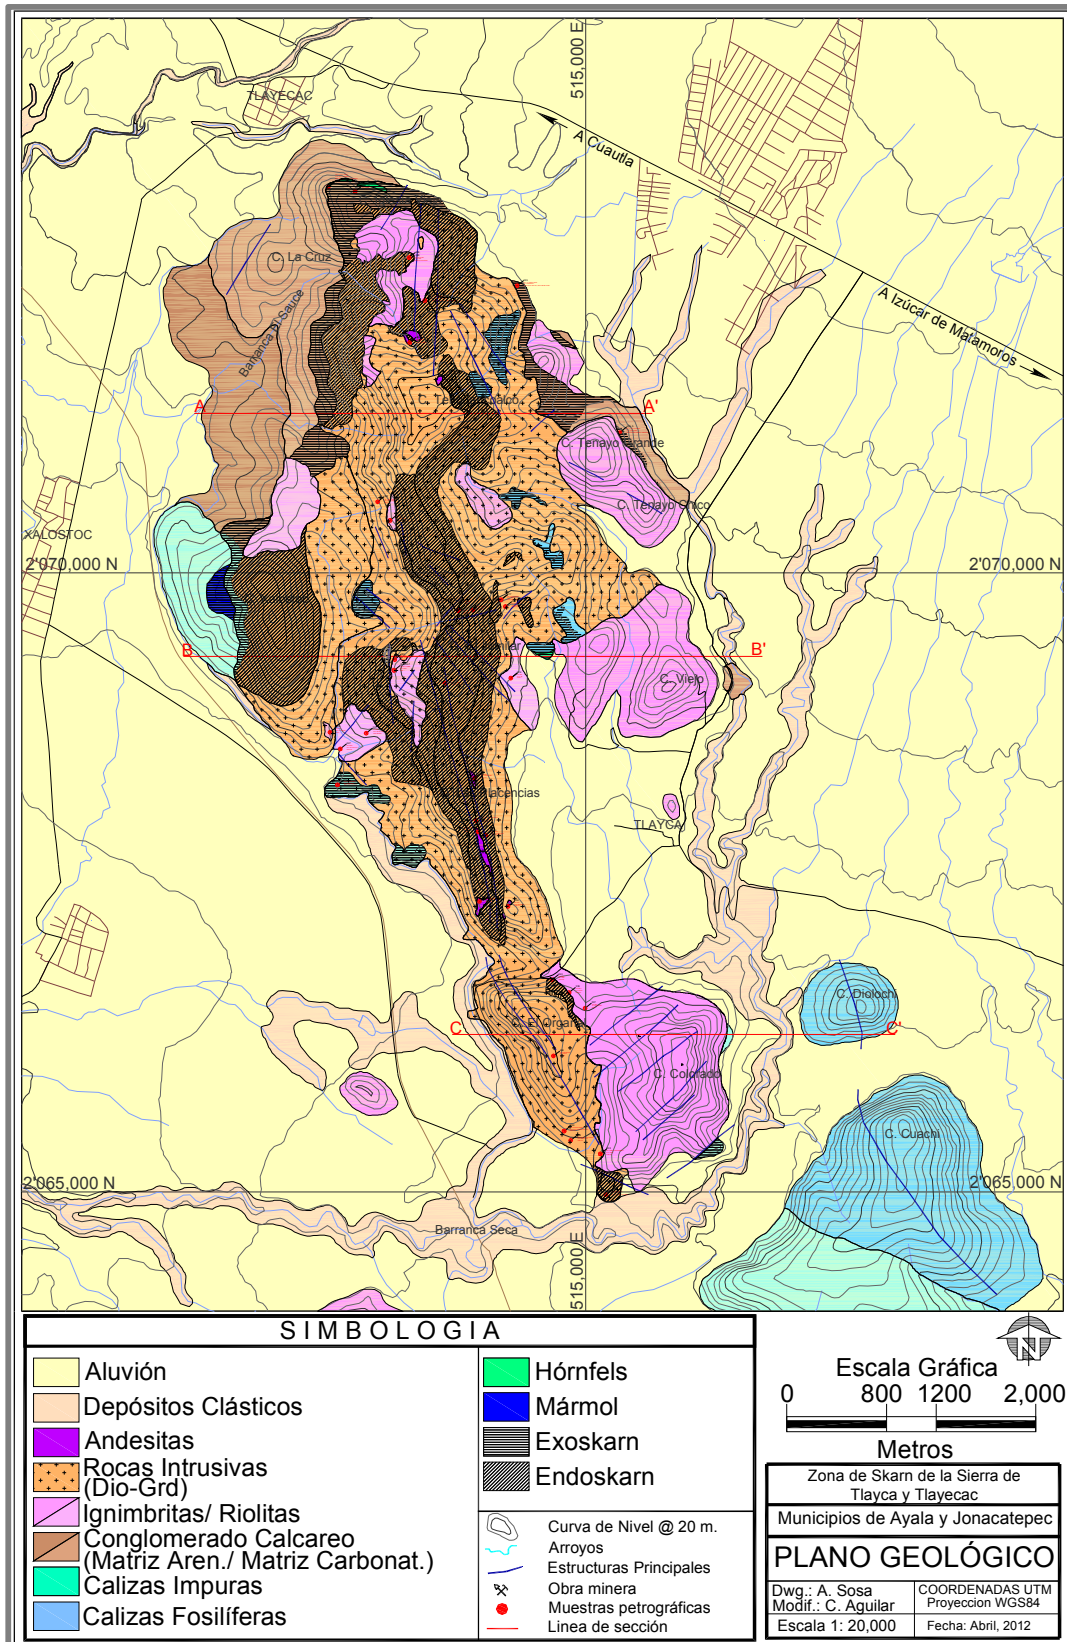 TLAYECAC
515,000 E
A Cuautla
A Izúcar de Matamoros
C. La Cruz
Barranca El Sauce
A
A'
C. Tenayo Grande
C. Tenayo Chico
XALOSTOC
2'070,000 N
2'070,000 N
B
B'
C. Viejo
TLAYCA
C. Diolochi
C
C'
C. El Organal
C. Colorado
C. Cuachi
2'065,000 N
2'065,000 N
Barranca Seca
515,000 E
SIMBOLOGIA
Aluvión
Depósitos Clásticos
Andesitas
Rocas Intrusivas
(Dio-Grd)
Ignimbritas/ Riolitas
Conglomerado Calcareo
(Matriz Aren./ Matriz Carbonat.)
Calizas Impuras
Calizas Fosilíferas
Hórnfels
Mármol
Exoskarn
Endoskarn
Curva de Nivel @ 20 m.
Arroyos
Estructuras Principales
Obra minera
Muestras petrográficas
Linea de sección
N
Escala Gráfica
0 800 1200 2,000
Metros
Zona de Skarn de la Sierra de
Tlayca y Tlayecac
Municipios de Ayala y Jonacatepec
PLANO GEOLÓGICO
Dwg.: A. Sosa
Modif.: C. Aguilar
COORDENADAS UTM
Proyeccion WGS84
Escala 1: 20,000
Fecha: Abril, 2012